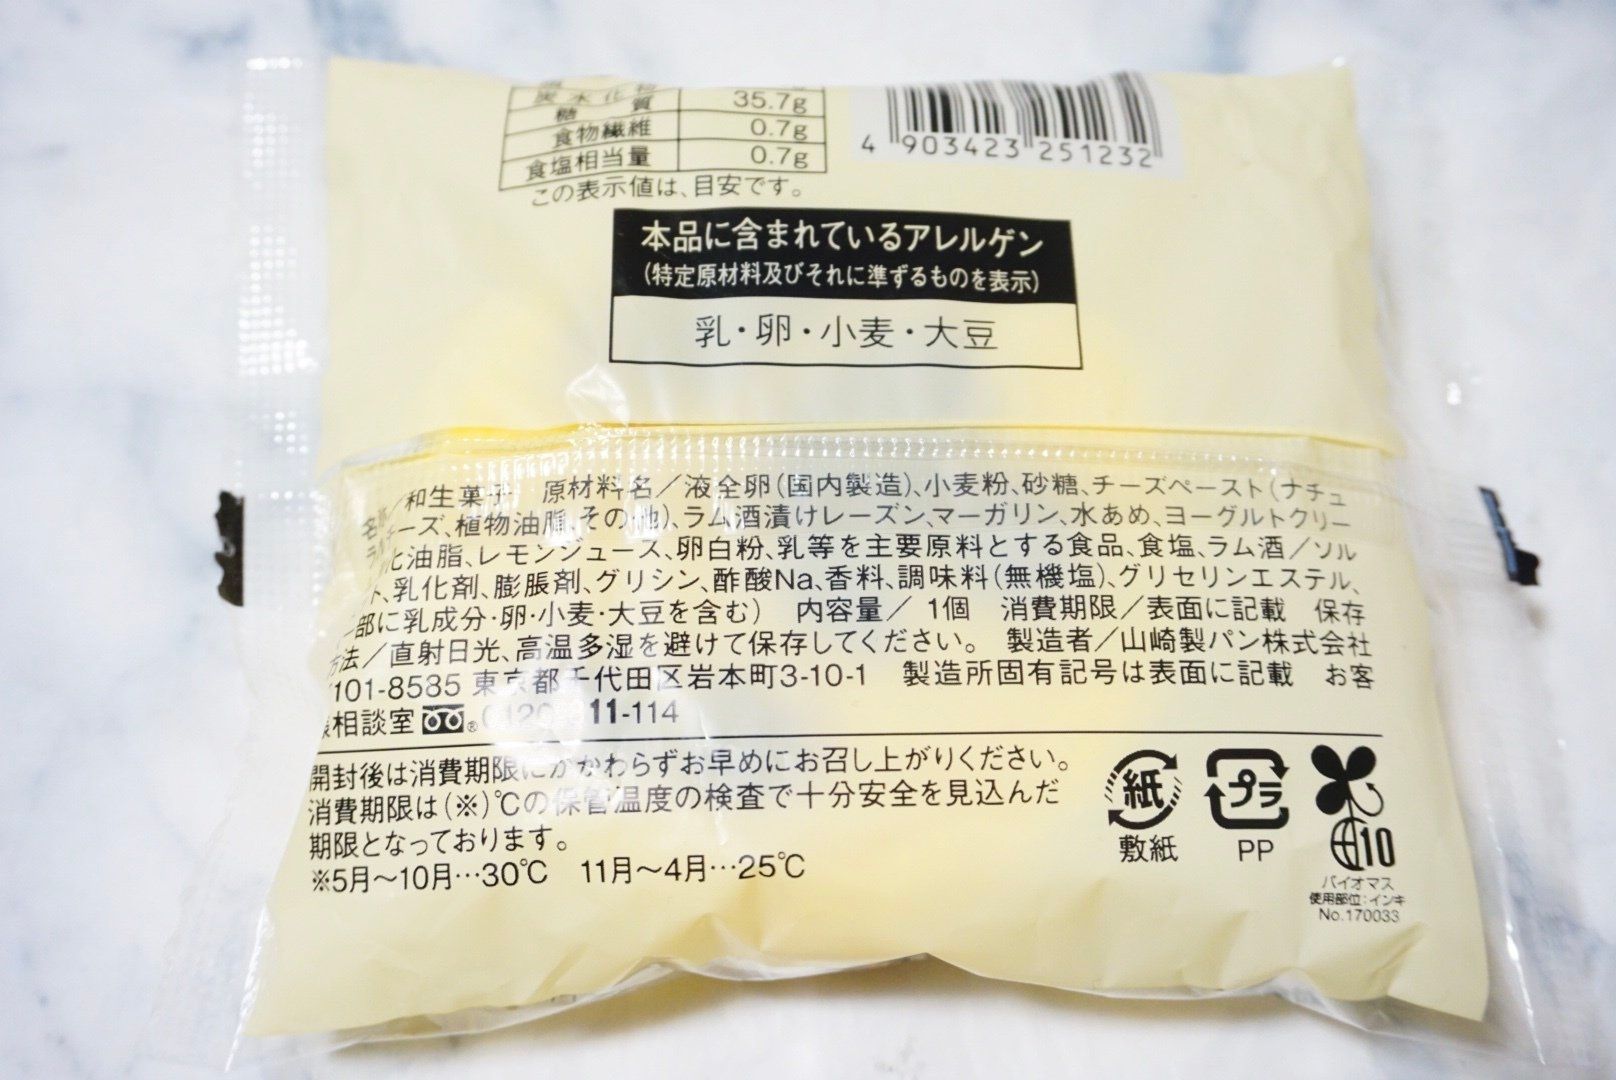 炭水化物
糖質 35.7g
食物繊維 0.7g
食塩相当量 0.7g
この表示値は、目安です。
4 903423 251232
本品に含まれているアレルゲン
(特定原材料及びそれに準ずるものを表示)
乳・卵・小麦・大豆
名称/和生菓子 原材料名/液全卵(国内製造)、小麦粉、砂糖、チーズペースト(ナチュ
ラルチーズ、植物油脂、その他)、ラム酒漬けレーズン、マーガリン、水あめ、ヨーグルトクリー
化油脂、レモンジュース、卵白粉、乳等を主要原料とする食品、食塩、ラム酒/ソル
ト、乳化剤、膨脹剤、グリシン、酢酸Na、香料、調味料(無機塩)、グリセリンエステル、
部に乳成分・卵・小麦・大豆を含む) 内容量/1個 消費期限/表面に記載 保存
方法/直射日光、高温多湿を避けて保存してください。 製造者/山崎製パン株式会社
101-8585 東京都千代田区岩本町3-10-1 製造所固有記号は表面に記載 お客
様相談室 ® 0120 11-114
開封後は消費期限にかかわらずお早めにお召し上がりください。
消費期限は(※)℃の保管温度の検査で十分安全を見込んだ
期限となっております。
※5月〜10月…30℃ 11月〜4月…25℃
紙
敷紙
プラ
PP
10
バイオマス
使用部位:インキ
No.170033